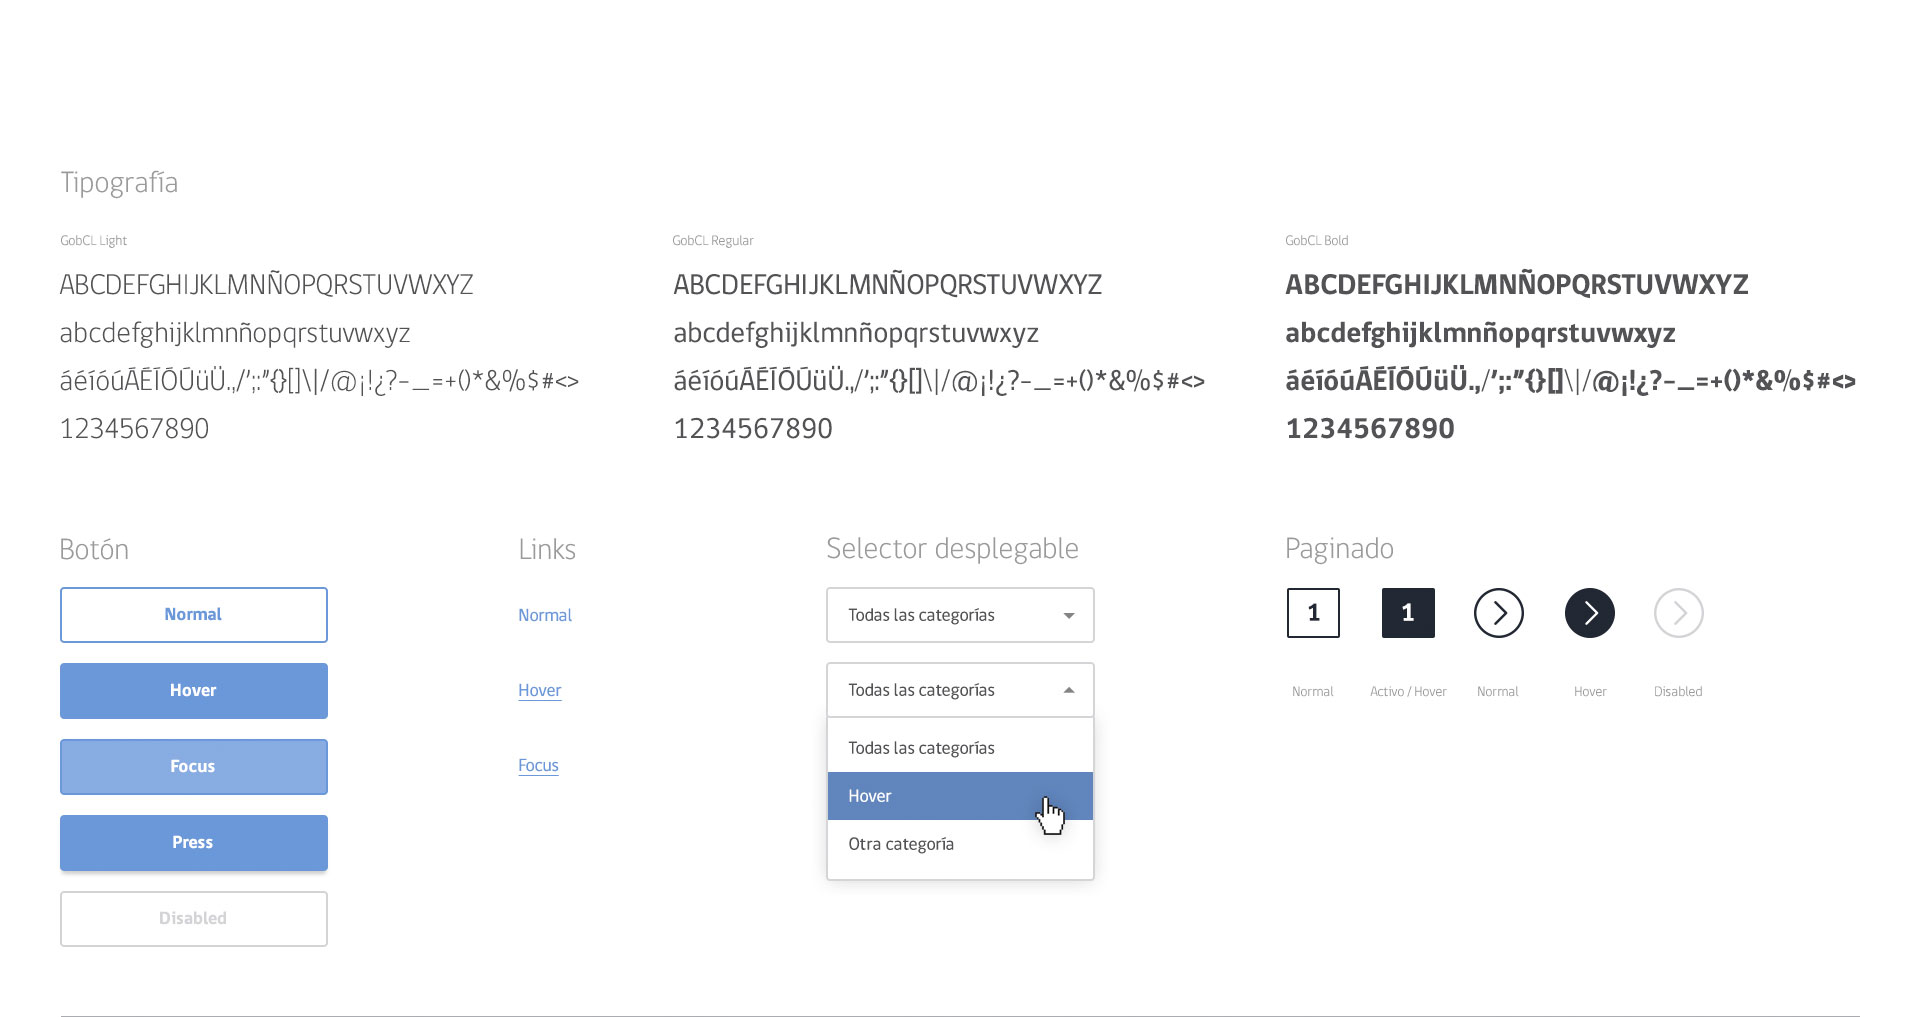 Tipografía
GobCL Light
ABCDEFGHIJKLMNÑOPQRSTUVWXYZ
abcdefghijklmnñopqrstuvwxyz
áéíóúÁÉÍÓÚüÜ.,/’;:”{}[]\|/@¡!¿?-_=+()*&%$#<>
1234567890
GobCL Regular
ABCDEFGHIJKLMNÑOPQRSTUVWXYZ
abcdefghijklmnñopqrstuvwxyz
áéíóúÁÉÍÓÚüÜ.,/’;:”{}[]\|/@¡!¿?-_=+()*&%$#<>
1234567890
GobCL Bold
ABCDEFGHIJKLMNÑOPQRSTUVWXYZ
abcdefghijklmnñopqrstuvwxyz
áéíóúÁÉÍÓÚüÜ.,/’;:”{}[]\|/@¡!¿?-_=+()*&%$#<>
1234567890
Botón
Normal
Hover
Focus
Press
Disabled
Links
Normal
Hover
Focus
Selector desplegable
Todas las categorías
Todas las categorías
Todas las categorías
Hover
Otra categoría
Paginado
1
1
Normal
Activo / Hover
Normal
Hover
Disabled